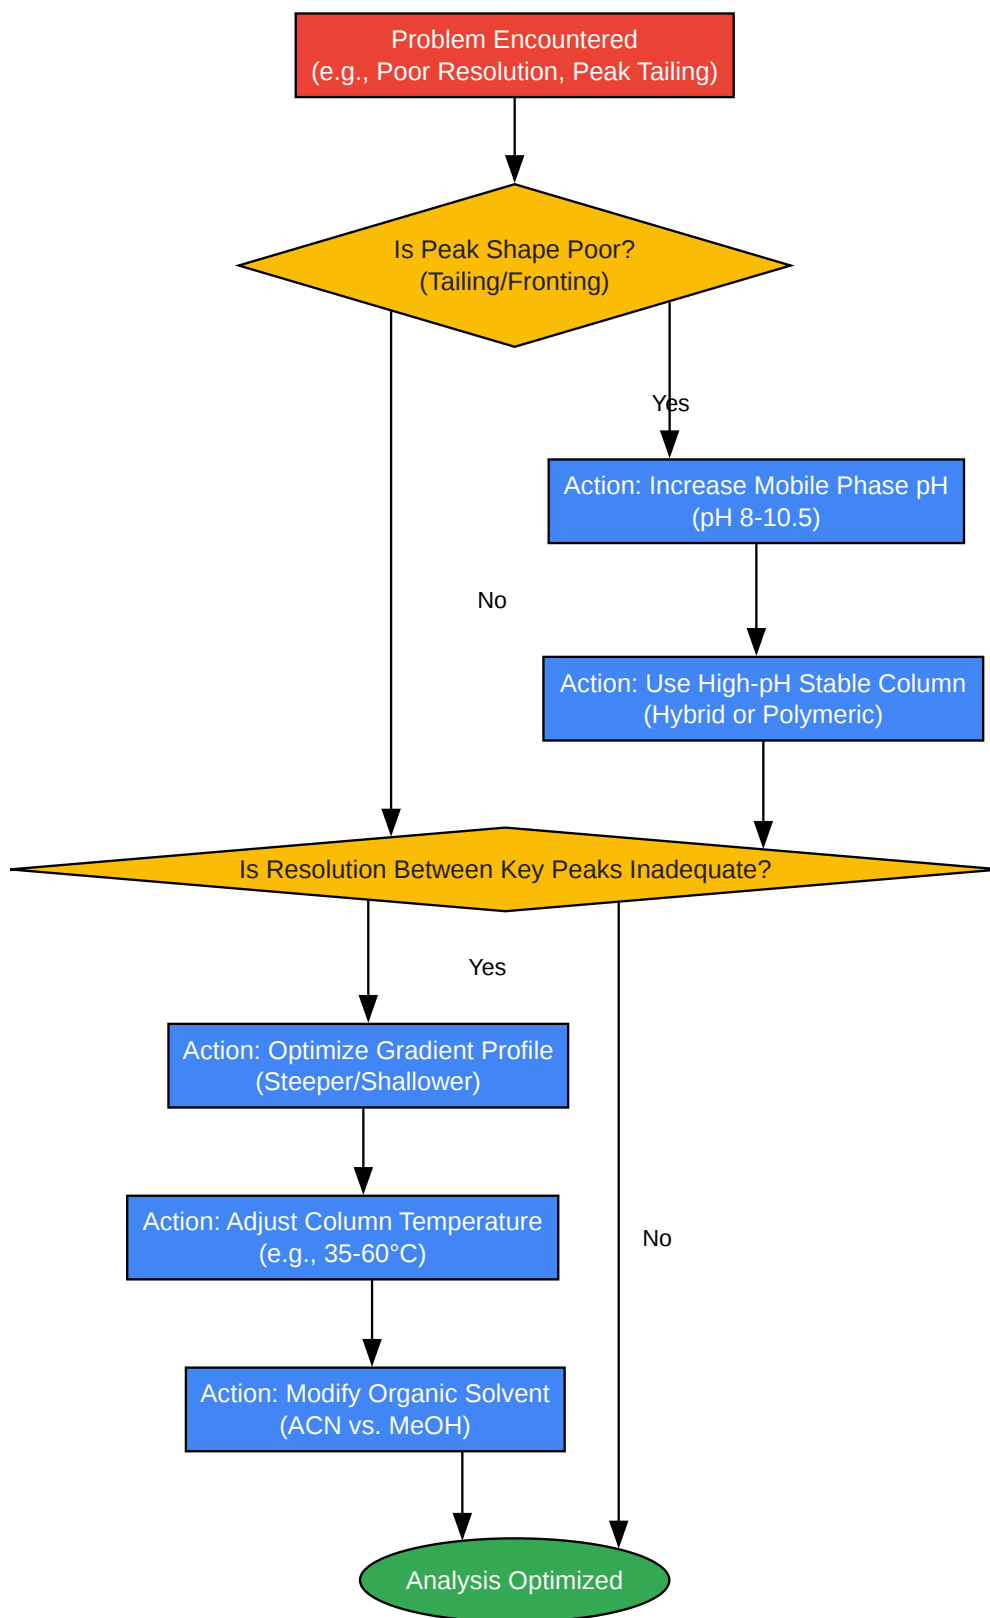 Problem Encountered
(e.g., Poor Resolution, Peak Tailing)
Is Peak Shape Poor?
(Tailing/Fronting)
Yes
Action: Increase Mobile Phase pH
(pH 8-10.5)
No
Action: Use High-pH Stable Column
(Hybrid or Polymeric)
Is Resolution Between Key Peaks Inadequate?
Yes
Action: Optimize Gradient Profile
(Steeper/Shallower)
Action: Adjust Column Temperature
(e.g., 35-60°C)
No
Action: Modify Organic Solvent
(ACN vs. MeOH)
Analysis Optimized